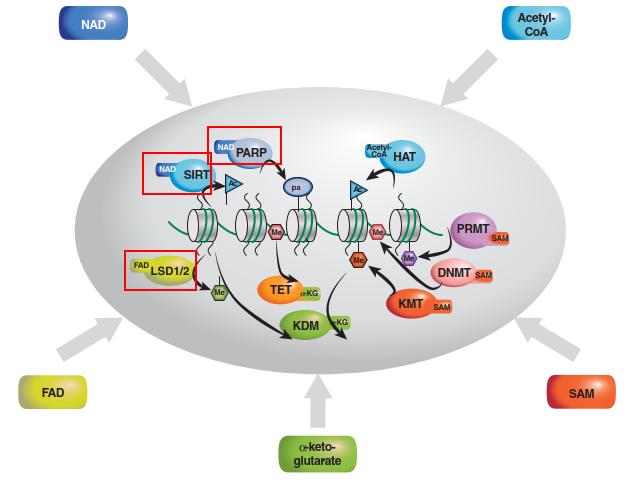 NAD
Acetyl-
CoA
NAD
PARP
Acetyl-
CoA
HAT
NAD
SIRT
Ac
pa
Ac
Me
Me
PRMT
SAM
Me
Me
FAD
LSD1/2
DNMT
SAM
Me
TET
α-KG
KMT
SAM
KDM
α-KG
FAD
SAM
α-keto-
glutarate